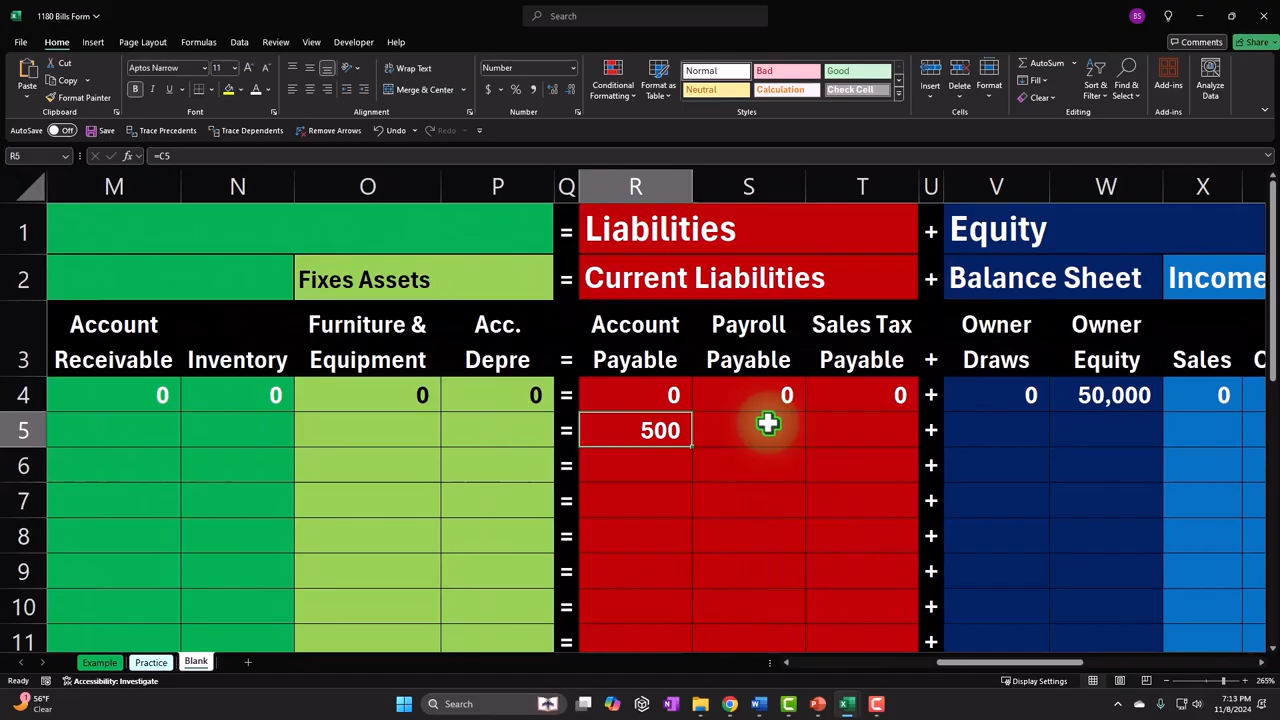 1180 Bills Form
Search
BS
File Home Insert Page Layout Formulas Data Review View Developer Help
Comments Share
Cut
Copy
Format Painter
Paste
Clipboard
Aptos Narrow 11
B I U
Font
Wrap Text
Merge & Center
Alignment
Number
$ % 9
Number
Conditional Formatting
Format as Table
Normal Bad Good
Neutral Calculation Check Cell
Styles
Insert Delete Format
Cells
AutoSum
Fill
Clear
Sort & Filter
Find & Select
Editing
Add-ins
Add-ins
Analyze Data
AutoSave Off Save Trace Precedents Trace Dependents Remove Arrows Undo Redo
R5 fx =C5
M N O P Q R S T U V W X
1 = Liabilities + Equity
2 Fixes Assets = Current Liabilities + Balance Sheet Income
Account Furniture & Acc. Account Payroll Sales Tax Owner Owner
3 Receivable Inventory Equipment Depre = Payable Payable Payable + Draws Equity Sales
4 0 0 0 0 = 0 0 0 + 0 50,000 0
5 = 500 +
6 = +
7 = +
8 = +
9 = +
10 = +
11 = +
Example Practice Blank
Ready Accessibility: Investigate Display Settings 265%
1
56°F
Clear
Search
7:13 PM
11/8/2024